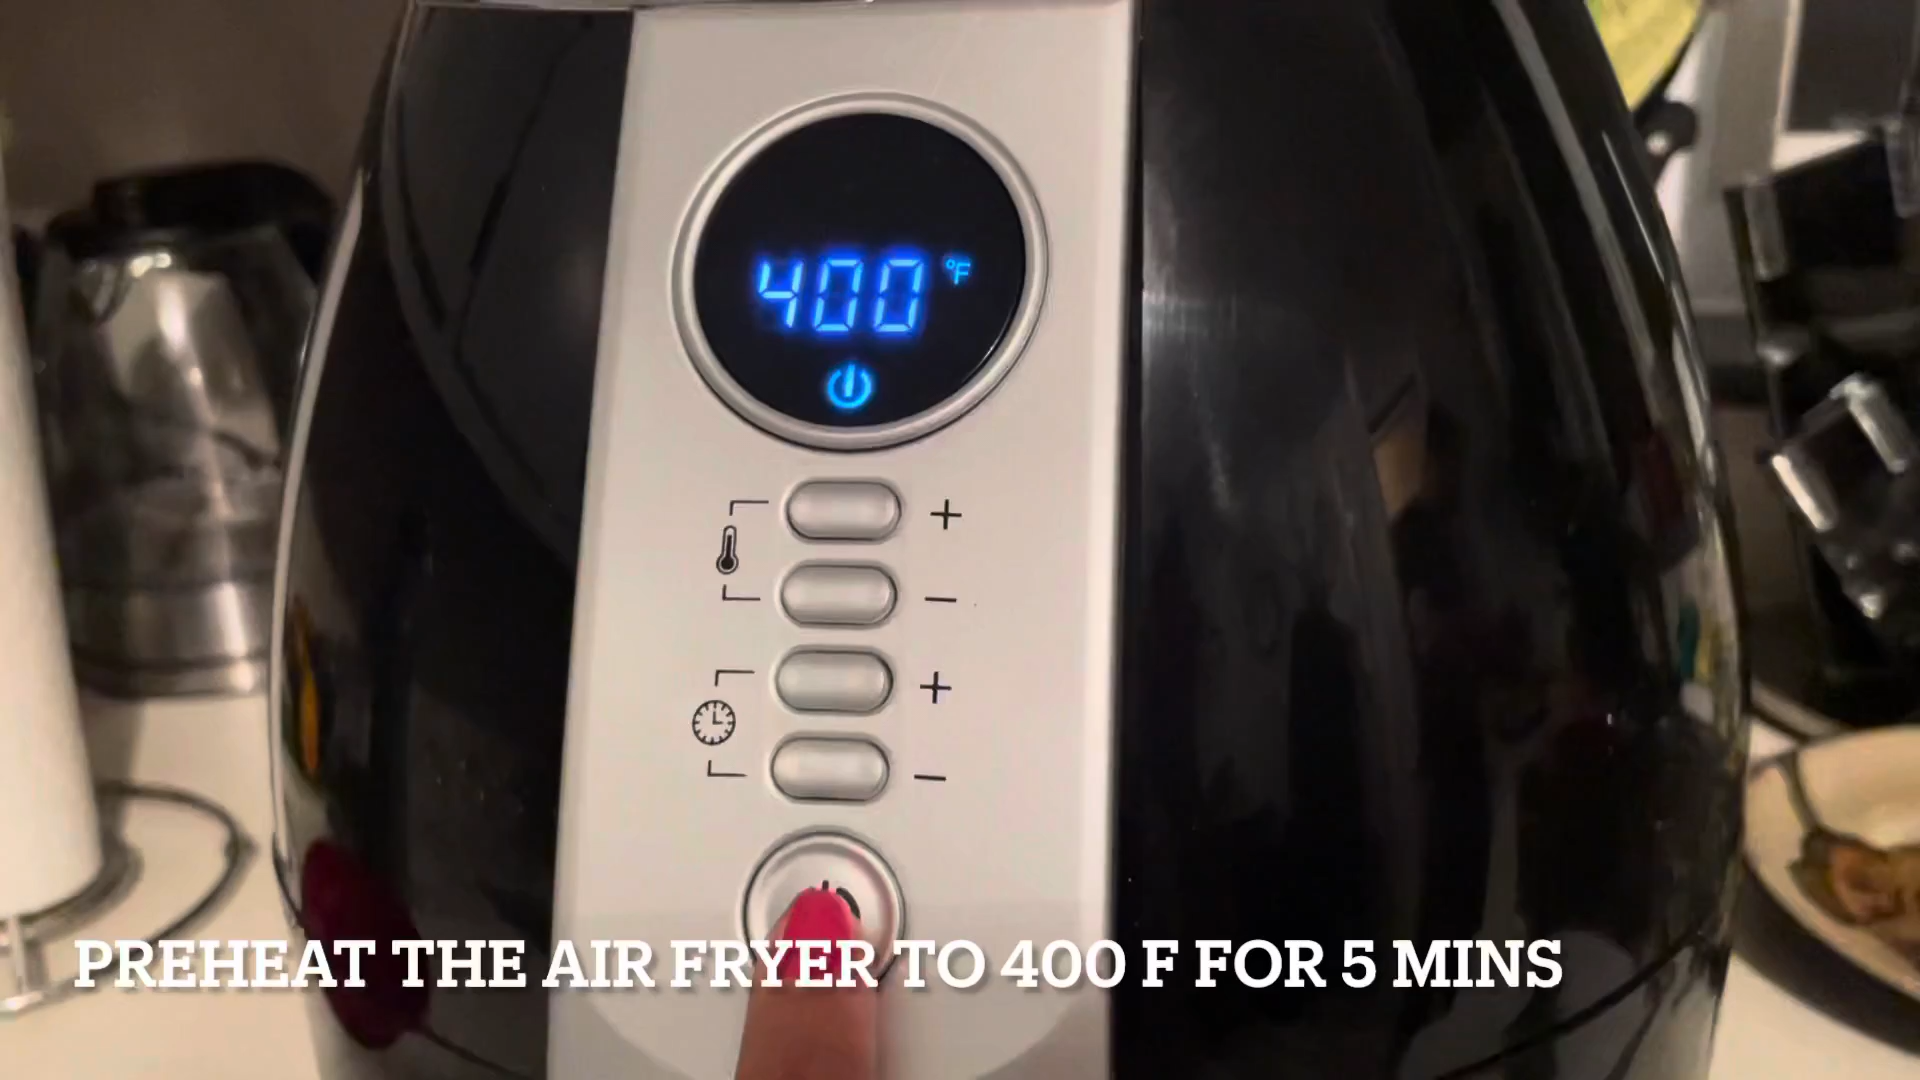 400 °F
+
−
+
−
PREHEAT THE AIR FRYER TO 400 F FOR 5 MINS